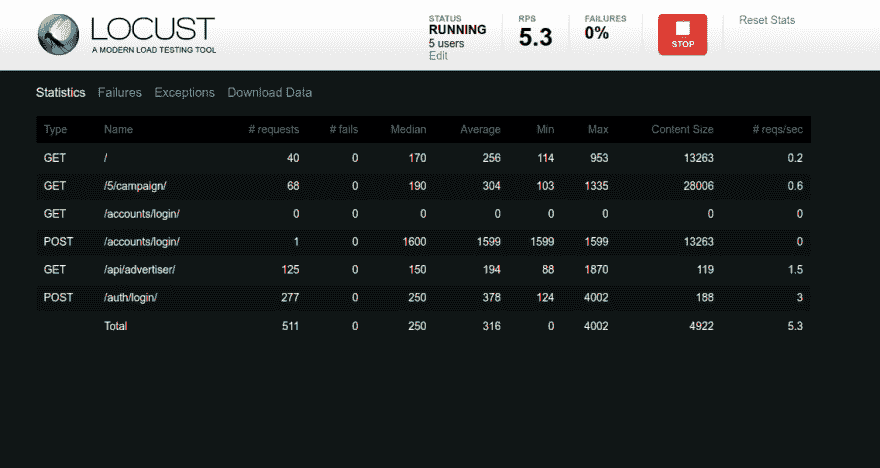 LOCUST
A MODERN LOAD TESTING TOOL
STATUS
RUNNING
5 users
Edit
RPS
5.3
FAILURES
0%
STOP
Reset Stats
Statistics Failures Exceptions Download Data
Type Name # requests # fails Median Average Min Max Content Size # reqs/sec
GET / 40 0 170 256 114 953 13263 0.2
GET /5/campaign/ 68 0 190 304 103 1335 28006 0.6
GET /accounts/login/ 0 0 0 0 0 0 0 0
POST /accounts/login/ 1 0 1600 1599 1599 1599 13263 0
GET /api/advertiser/ 125 0 150 194 88 1870 119 1.5
POST /auth/login/ 277 0 250 378 124 4002 188 3
Total 511 0 250 316 0 4002 4922 5.3